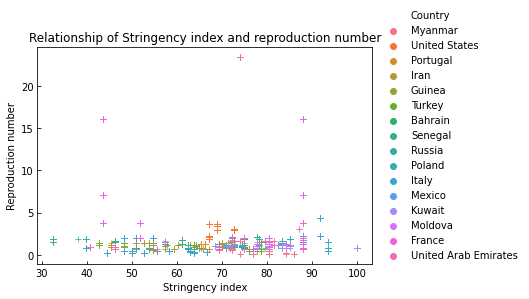 Relationship of Stringency index and reproduction number
Reproduction number
20
15
10
5
0
30
40
50
60
70
80
90
100
Stringency index
Country
Myanmar
United States
Portugal
Iran
Guinea
Turkey
Bahrain
Senegal
Russia
Poland
Italy
Mexico
Kuwait
Moldova
France
United Arab Emirates